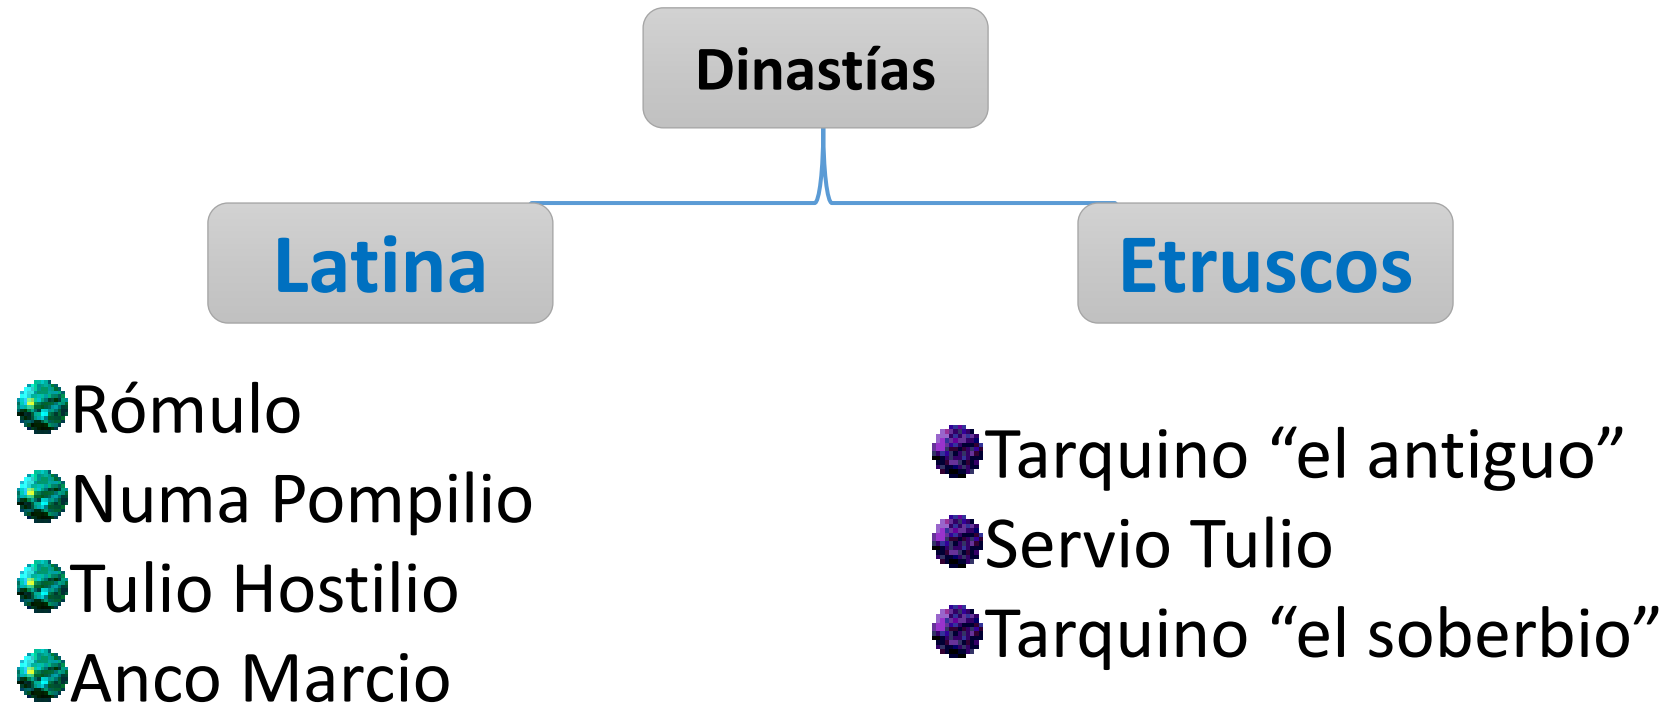 Dinastías
Latina
Etruscos
Rómulo
Numa Pompilio
Tulio Hostilio
Anco Marcio
Tarquino “el antiguo”
Servio Tulio
Tarquino “el soberbio”